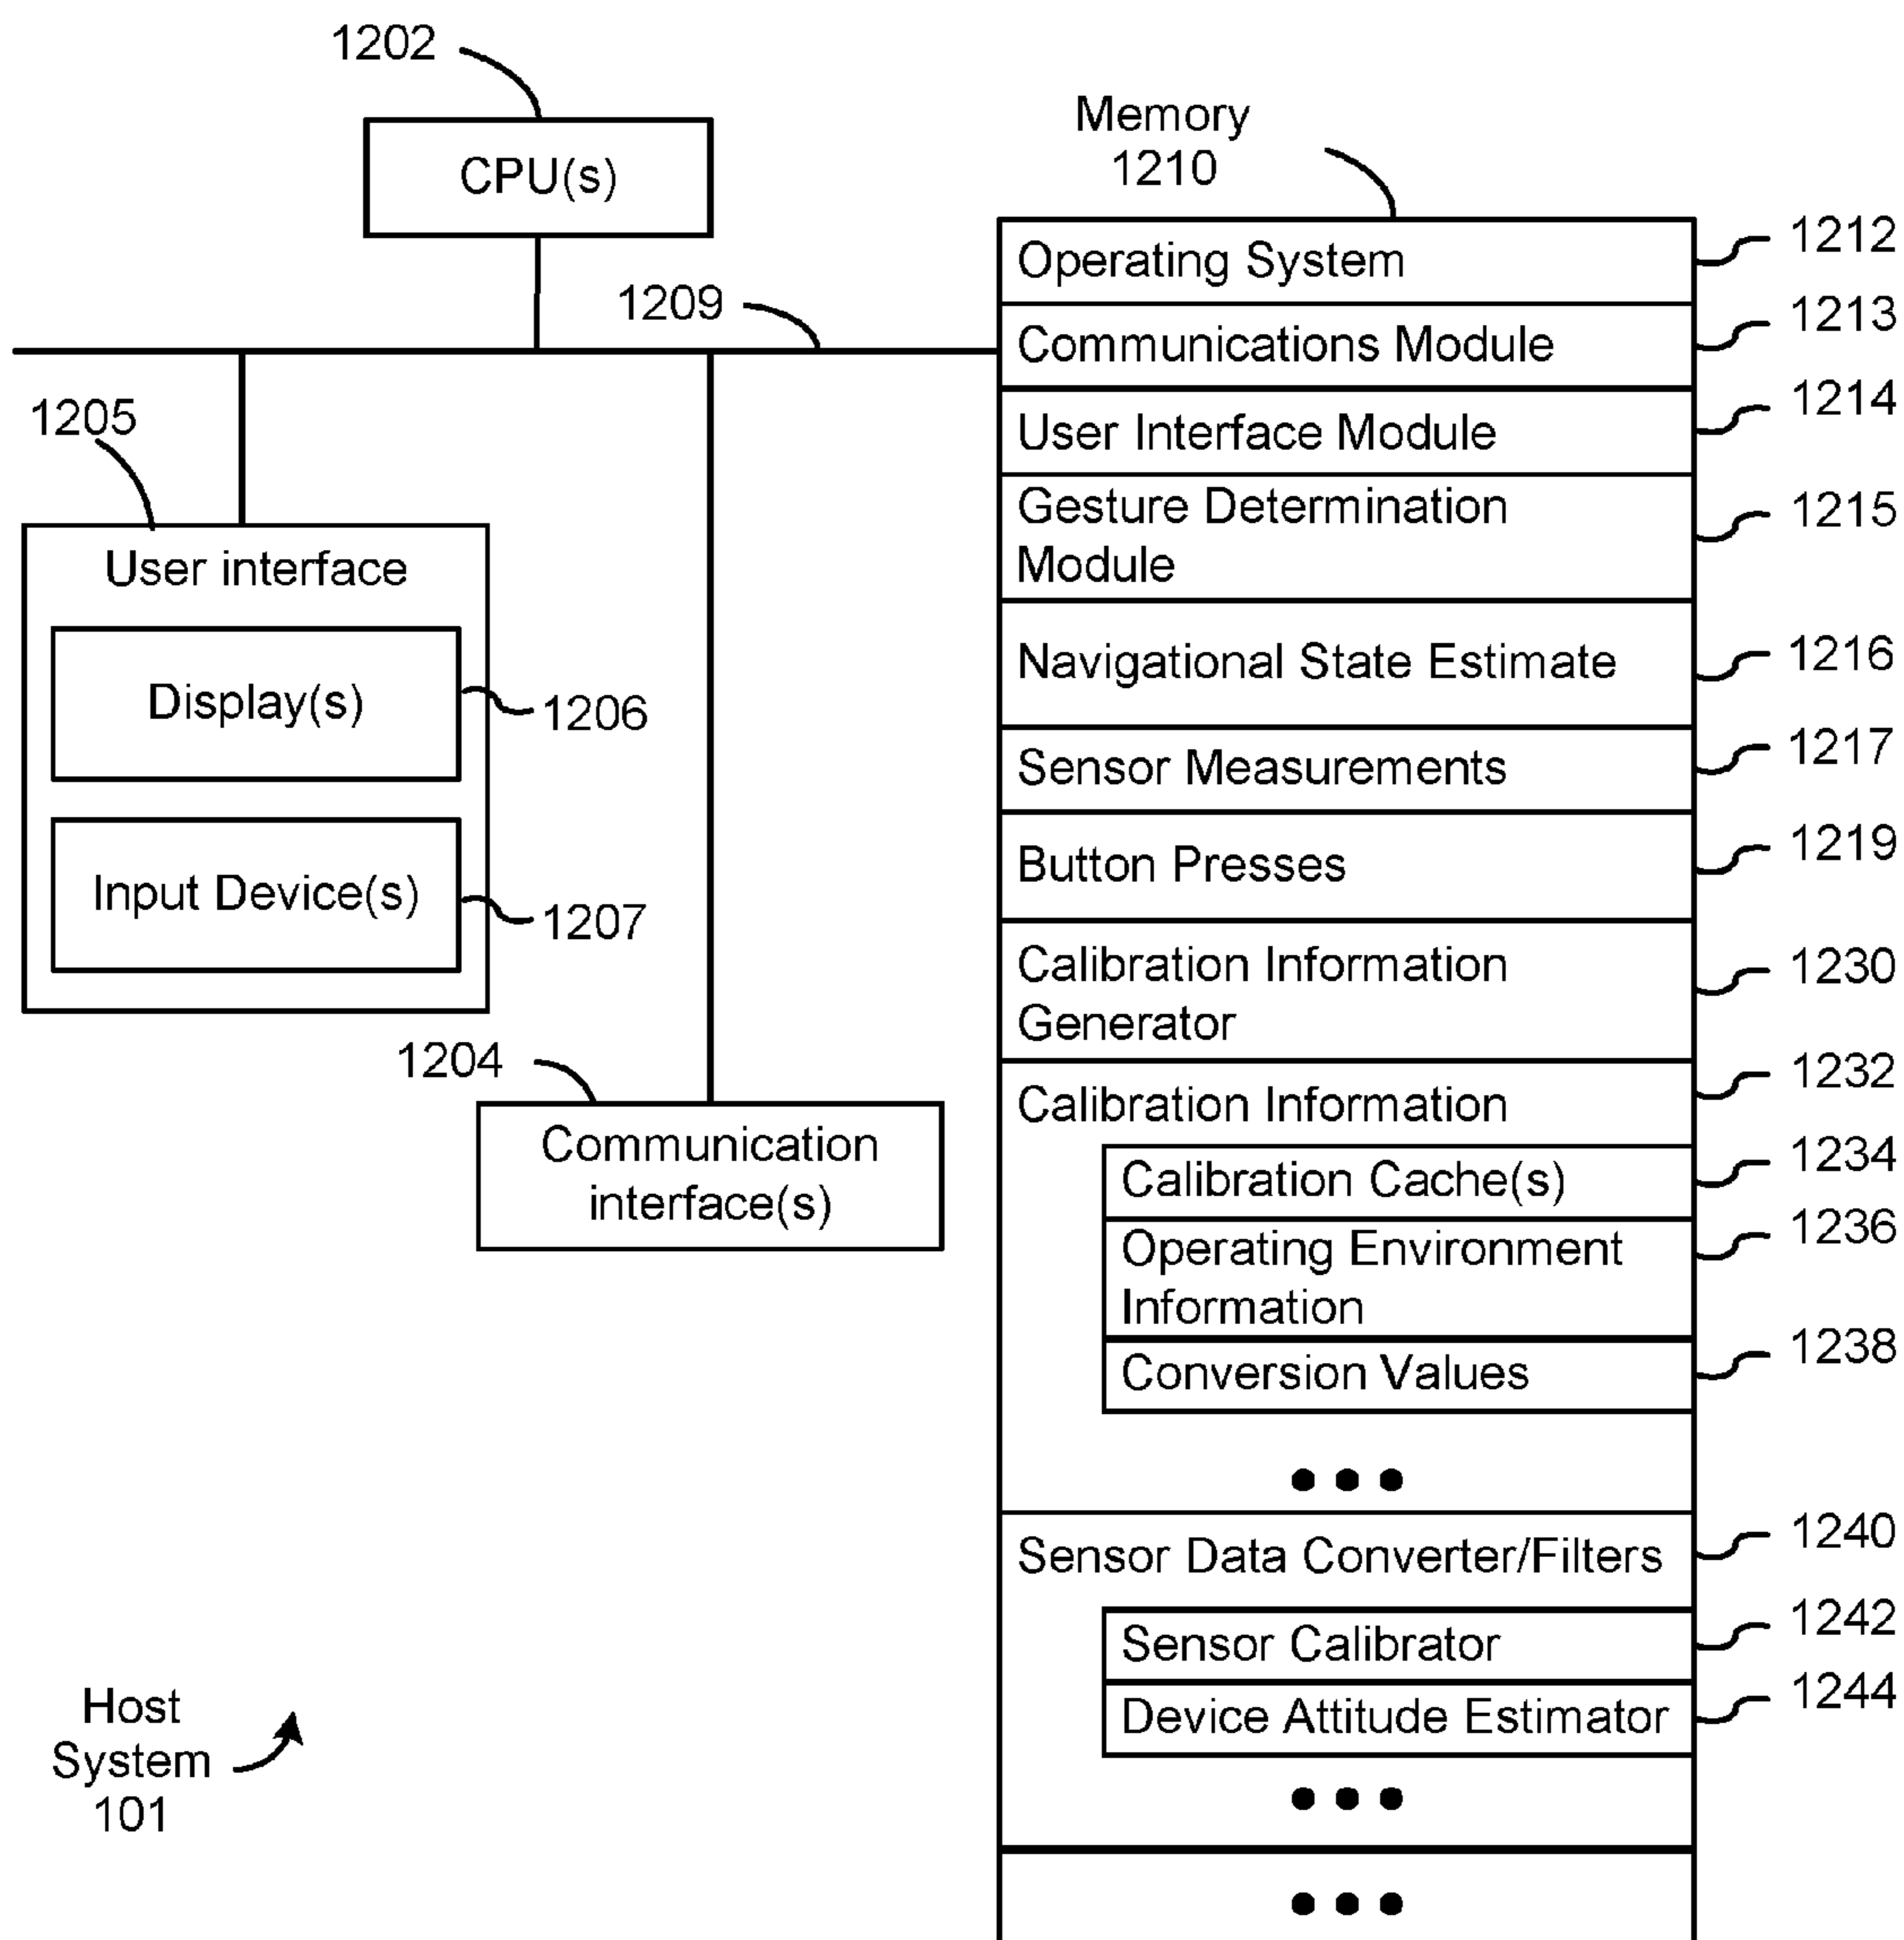 1202
CPU(s)
1209
1205
User interface
Display(s)
1206
Input Device(s)
1207
1204
Communication
interface(s)
Host
System
101
Memory
1210
Operating System
1212
Communications Module
1213
User Interface Module
1214
Gesture Determination
Module
1215
Navigational State Estimate
1216
Sensor Measurements
1217
Button Presses
1219
Calibration Information
Generator
1230
Calibration Information
1232
Calibration Cache(s)
1234
Operating Environment
Information
1236
Conversion Values
1238
Sensor Data Converter/Filters
1240
Sensor Calibrator
1242
Device Attitude Estimator
1244